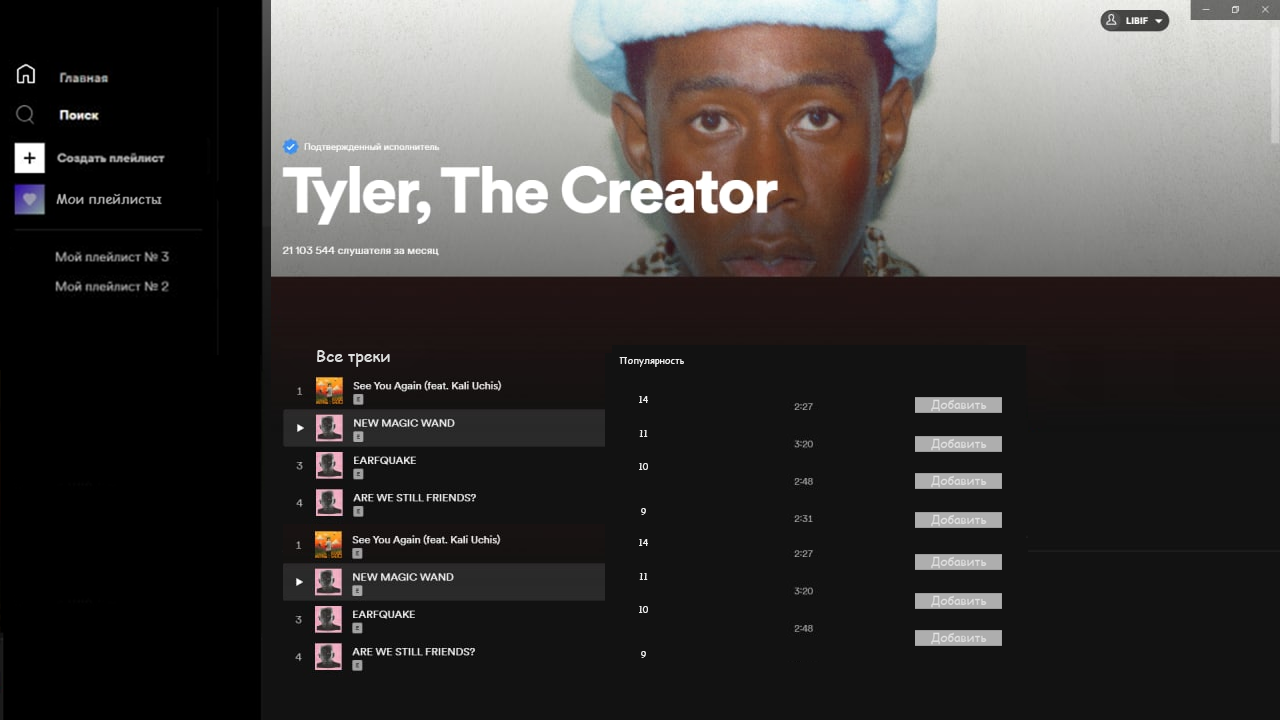 LIBIF
Главная
Поиск
Создать плейлист
Мои плейлисты
Мой плейлист № 3
Мой плейлист № 2
Подтвержденный исполнитель
Tyler, The Creator
21 103 544 слушателя за месяц
Все треки
Популярность
1 See You Again (feat. Kali Uchis) 14 2:27 Добавить
E
NEW MAGIC WAND 11 3:20 Добавить
E
3 EARFQUAKE 10 2:48 Добавить
E
4 ARE WE STILL FRIENDS? 9 2:31 Добавить
E
1 See You Again (feat. Kali Uchis) 14 2:27 Добавить
E
NEW MAGIC WAND 11 3:20 Добавить
E
3 EARFQUAKE 10 2:48 Добавить
E
4 ARE WE STILL FRIENDS? 9
E